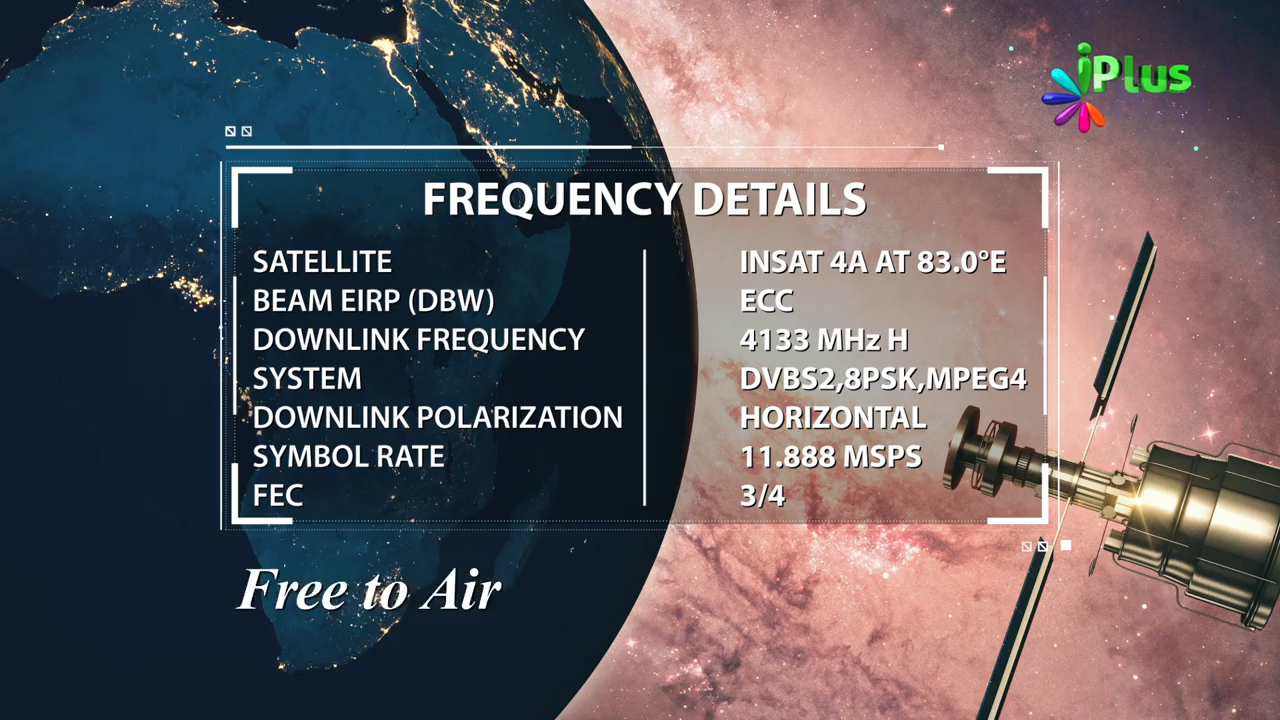 iPlus
FREQUENCY DETAILS
SATELLITE INSAT 4A AT 83.0°E
BEAM EIRP (DBW) ECC
DOWNLINK FREQUENCY 4133 MHz H
SYSTEM DVBS2,8PSK,MPEG4
DOWNLINK POLARIZATION HORIZONTAL
SYMBOL RATE 11.888 MSPS
FEC 3/4
Free to Air